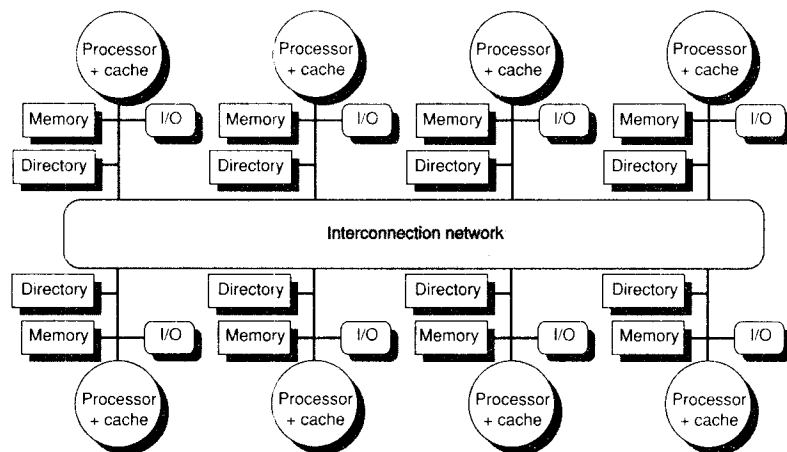 Processor Processor Processor Processor
+ cache + cache + cache + cache
Memory I/O Memory I/O Memory I/O Memory I/O
Directory Directory Directory Directory
Interconnection network
Directory Directory Directory Directory
Memory I/O Memory I/O Memory I/O Memory I/O
Processor Processor Processor Processor
+ cache + cache + cache + cache